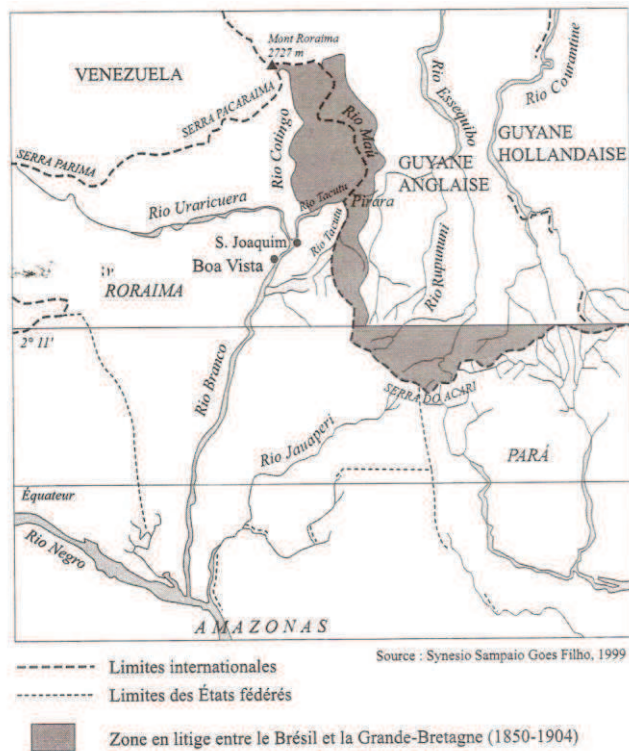 Mont Roraima
2727 m
VENEZUELA
SERRA PACARAIMA
SERRA PARIMA
Rio Cotingo
Rio Maú
Rio Essequibo
Rio Courantine
GUYANE
HOLLANDAISE
GUYANE
ANGLAISE
Rio Uraricuera
Rio Tacutu
Pirara
S. Joaquim
Rio Tacutu
Boa Vista
Rio Rupununi
RORAIMA
2° 11'
Rio Branco
SERRA DO ACARI
Rio Jauaperi
PARÁ
Équateur
Rio Negro
AMAZONAS
Source : Synesio Sampaio Goes Filho, 1999
Limites internationales
Limites des États fédérés
Zone en litige entre le Brésil et la Grande-Bretagne (1850-1904)